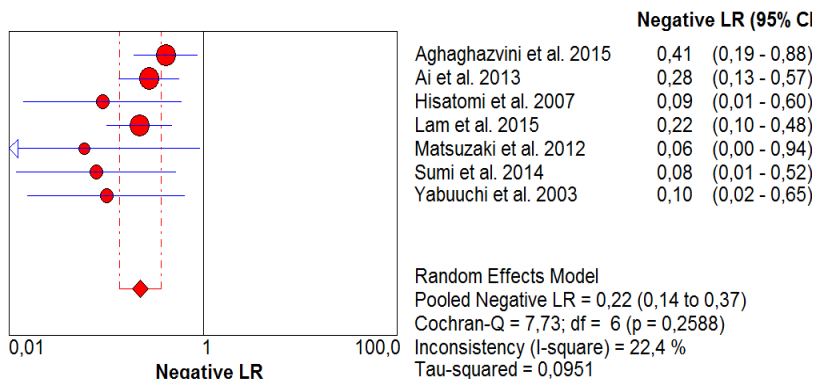 Negative LR (95% CI
Aghaghazvini et al. 2015 0,41 (0,19 - 0,88)
Ai et al. 2013 0,28 (0,13 - 0,57)
Hisatomi et al. 2007 0,09 (0,01 - 0,60)
Lam et al. 2015 0,22 (0,10 - 0,48)
Matsuzaki et al. 2012 0,06 (0,00 - 0,94)
Sumi et al. 2014 0,08 (0,01 - 0,52)
Yabuuchi et al. 2003 0,10 (0,02 - 0,65)
Random Effects Model
Pooled Negative LR = 0,22 (0,14 to 0,37)
Cochran-Q = 7,73; df = 6 (p = 0,2588)
Inconsistency (I-square) = 22,4 %
Tau-squared = 0,0951
0,01 1 100,0
Negative LR